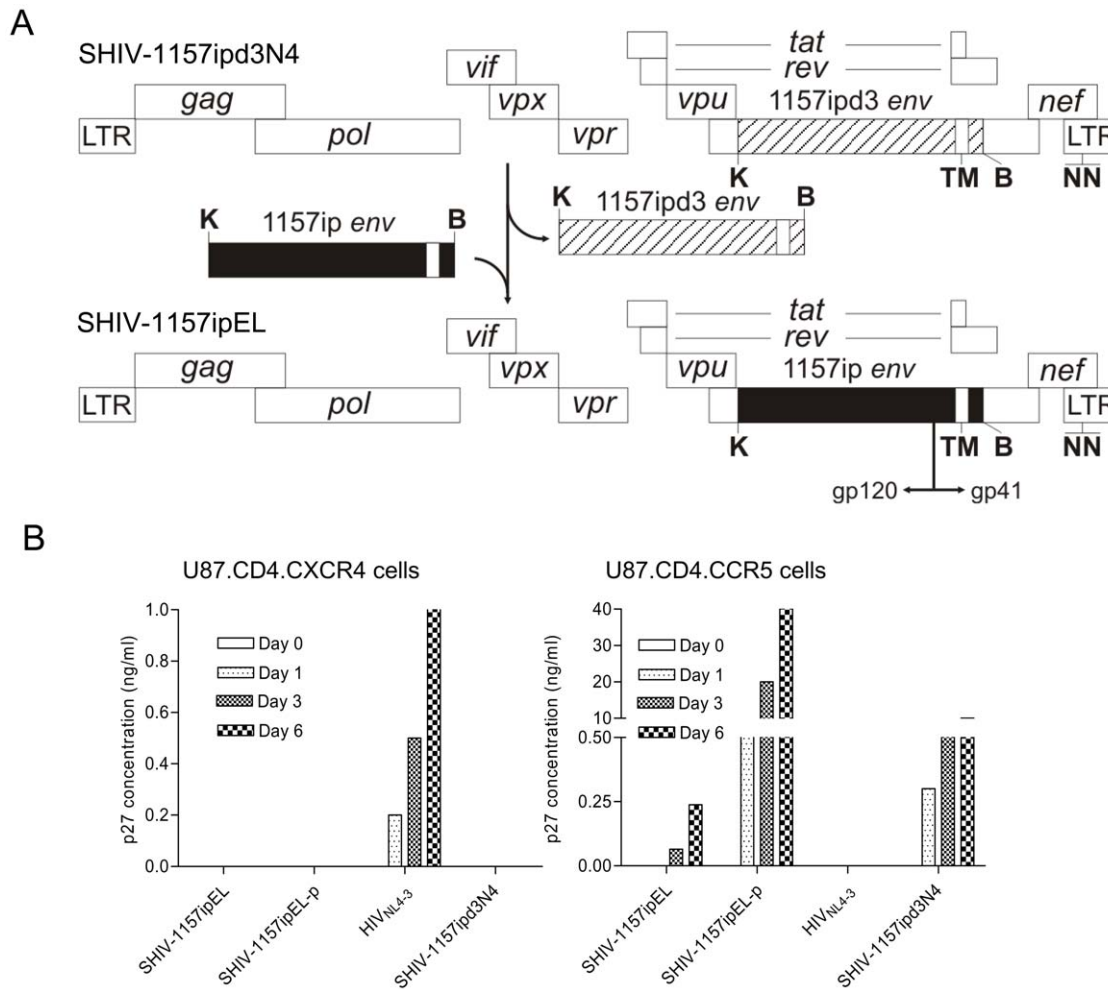 A
SHIV-1157ipd3N4
LTR gag pol vif vpx vpr vpu tat rev 1157ipd3 env nef LTR
K TM B NN
K 1157ip env B
K 1157ipd3 env B
SHIV-1157ipEL
LTR gag pol vif vpx vpr vpu tat rev 1157ip env nef LTR
K TM B NN
gp120 gp41
B
U87.CD4.CXCR4 cells
p27 concentration (ng/ml)
1.0
0.8
0.6
0.4
0.2
0.0
Day 0
Day 1
Day 3
Day 6
SHIV-1157ipEL
SHIV-1157ipEL-p
HIVNL4-3
SHIV-1157ipd3N4
U87.CD4.CCR5 cells
p27 concentration (ng/ml)
40
30
20
10
0.50
0.25
0.00
Day 0
Day 1
Day 3
Day 6
SHIV-1157ipEL
SHIV-1157ipEL-p
HIVNL4-3
SHIV-1157ipd3N4